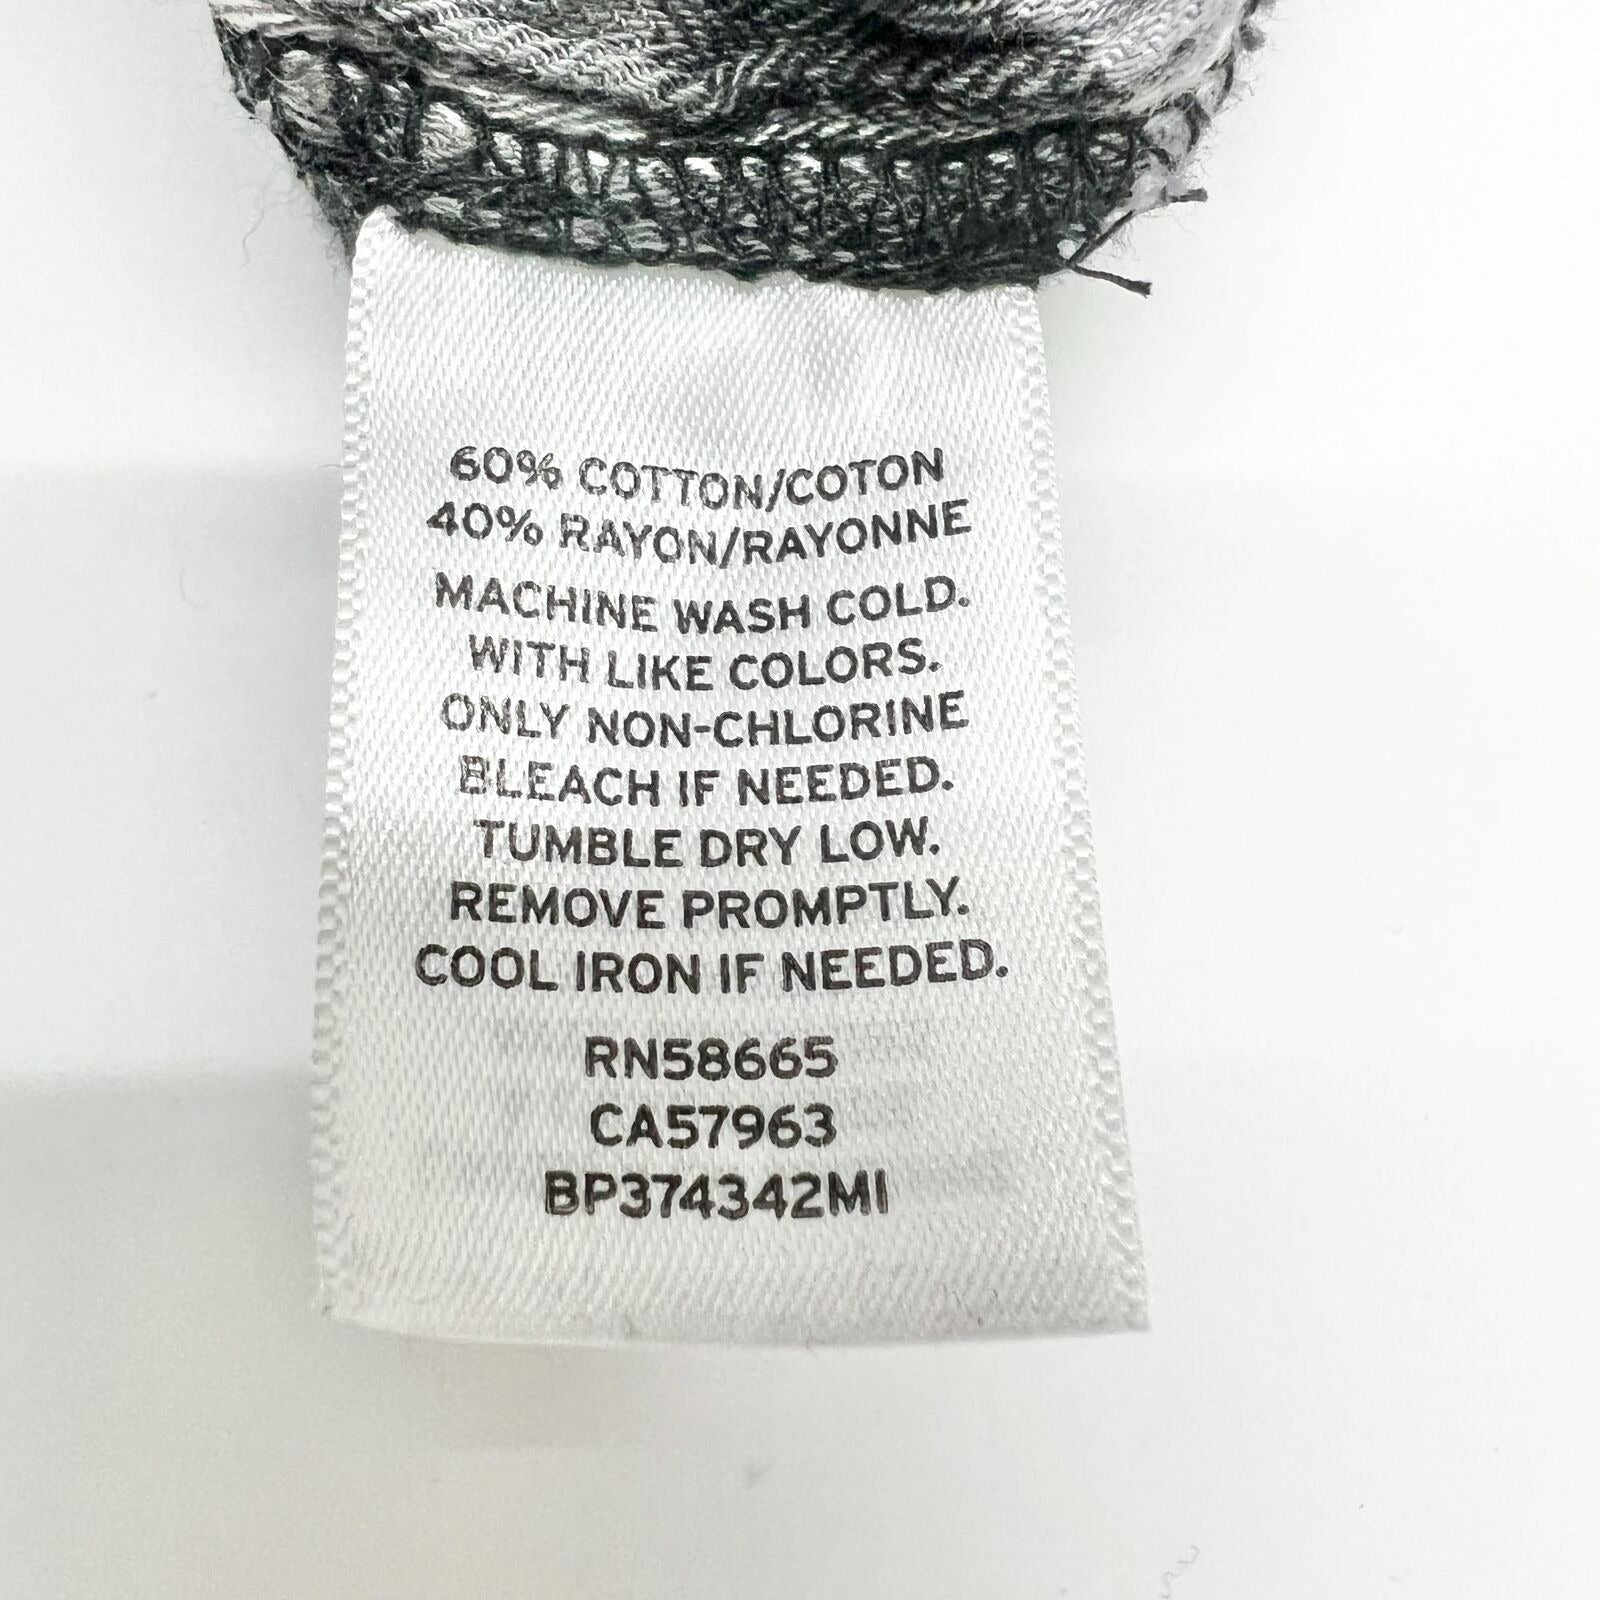 60% COTTON/COTON
40% RAYON/RAYONNE
MACHINE WASH COLD.
WITH LIKE COLORS.
ONLY NON-CHLORINE
BLEACH IF NEEDED.
TUMBLE DRY LOW.
REMOVE PROMPTLY.
COOL IRON IF NEEDED.
RN58665
CA57963
BP374342MI